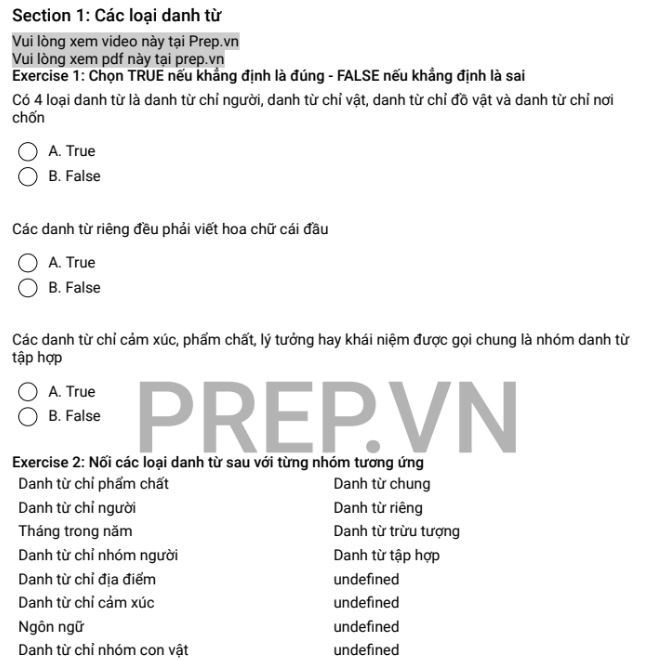 Section 1: Các loại danh từ
Vui lòng xem video này tại Prep.vn
Vui lòng xem pdf này tại prep.vn
Exercise 1: Chọn TRUE nếu khẳng định là đúng - FALSE nếu khẳng định là sai
Có 4 loại danh từ là danh từ chỉ người, danh từ chỉ vật, danh từ chỉ đồ vật và danh từ chỉ nơi
chốn
A. True
B. False
Các danh từ riêng đều phải viết hoa chữ cái đầu
A. True
B. False
Các danh từ chỉ cảm xúc, phẩm chất, lý tưởng hay khái niệm được gọi chung là nhóm danh từ
tập hợp
A. True
B. False
PREP.VN
Exercise 2: Nối các loại danh từ sau với từng nhóm tương ứng
Danh từ chỉ phẩm chất Danh từ chung
Danh từ chỉ người Danh từ riêng
Tháng trong năm Danh từ trừu tượng
Danh từ chỉ nhóm người Danh từ tập hợp
Danh từ chỉ địa điểm undefined
Danh từ chỉ cảm xúc undefined
Ngôn ngữ undefined
Danh từ chỉ nhóm con vật undefined